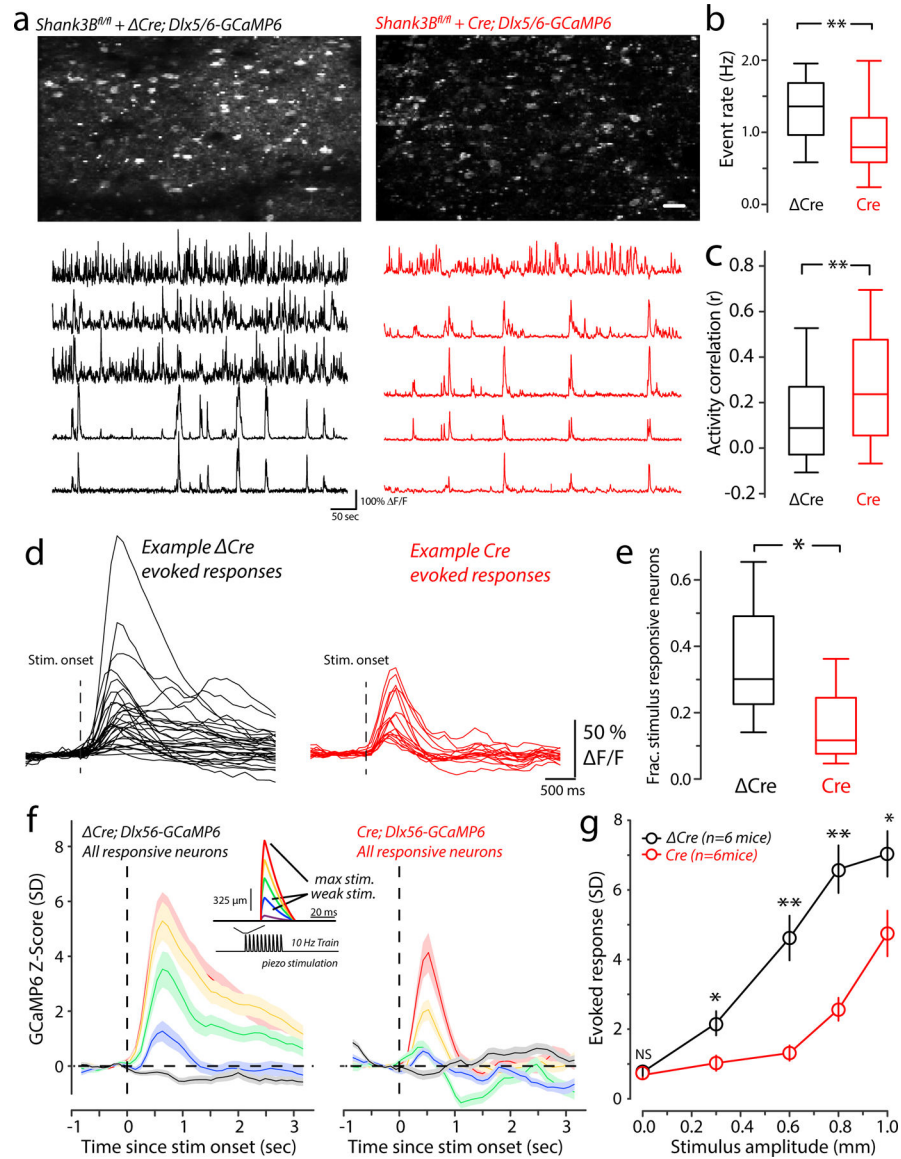 a
Shank3Bfl/fl + ΔCre; Dlx5/6-GCaMP6
Shank3Bfl/fl + Cre; Dlx5/6-GCaMP6
100% ΔF/F
50 sec
b
**
Event rate (Hz)
2.0
1.0
0.0
ΔCre
Cre
c
**
Activity correlation (r)
0.8
0.6
0.4
0.2
0.0
-0.2
ΔCre
Cre
d
Example ΔCre
evoked responses
Stim. onset
Example Cre
evoked responses
Stim. onset
50 %
ΔF/F
500 ms
e
*
Frac. stimulus responsive neurons
0.6
0.4
0.2
0.0
ΔCre
Cre
f
ΔCre; Dlx56-GCaMP6
All responsive neurons
Cre; Dlx56-GCaMP6
All responsive neurons
325 μm
max stim.
weak stim.
20 ms
10 Hz Train
piezo stimulation
GCaMP6 Z-Score (SD)
8
6
4
2
0
-1
0
1
2
3
Time since stim onset (sec)
-1
0
1
2
3
Time since stim onset (sec)
g
ΔCre (n=6 mice)
Cre (n=6mice)
Evoked response (SD)
8
6
4
2
0
NS
*
**
**
*
0.0
0.2
0.4
0.6
0.8
1.0
Stimulus amplitude (mm)